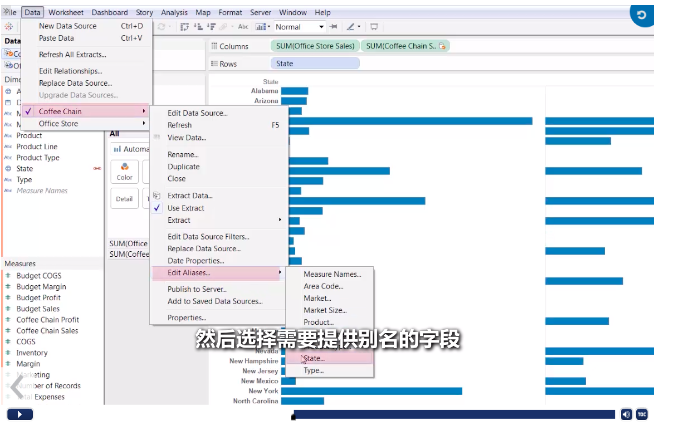 File Data Worksheet Dashboard Story Analysis Map Format Server Window Help
New Data Source Ctrl+D
Paste Data Ctrl+V
Refresh All Extracts...
Edit Relationships...
Replace Data Source...
Upgrade Data Sources...
Coffee Chain
Office Store
Normal
Abc
Columns SUM(Office Store Sales) SUM(Coffee Chain S..
Rows State
Data
Product
Product Line
Product Type
State
Type
Measure Names
Measures
Budget COGS
Budget Margin
Budget Profit
Budget Sales
Coffee Chain Profit
Coffee Chain Sales
COGS
Inventory
Margin
Marketing
Number of Records
Total Expenses
All
Automa
Color
Detail
SUM(Office
SUM(Coffee
Edit Data Source...
Refresh F5
View Data...
Rename...
Duplicate
Close
Extract Data...
Use Extract
Extract
Edit Data Source Filters...
Replace Data Source...
Date Properties...
Edit Aliases...
Publish to Server...
Add to Saved Data Sources...
Properties...
Measure Names...
Area Code...
Market...
Market Size...
Product...
State...
Type...
State
Alabama
Arizona
Nevada
New Hampshire
New Jersey
New Mexico
New York
North Carolina
然后选择需要提供别名的字段